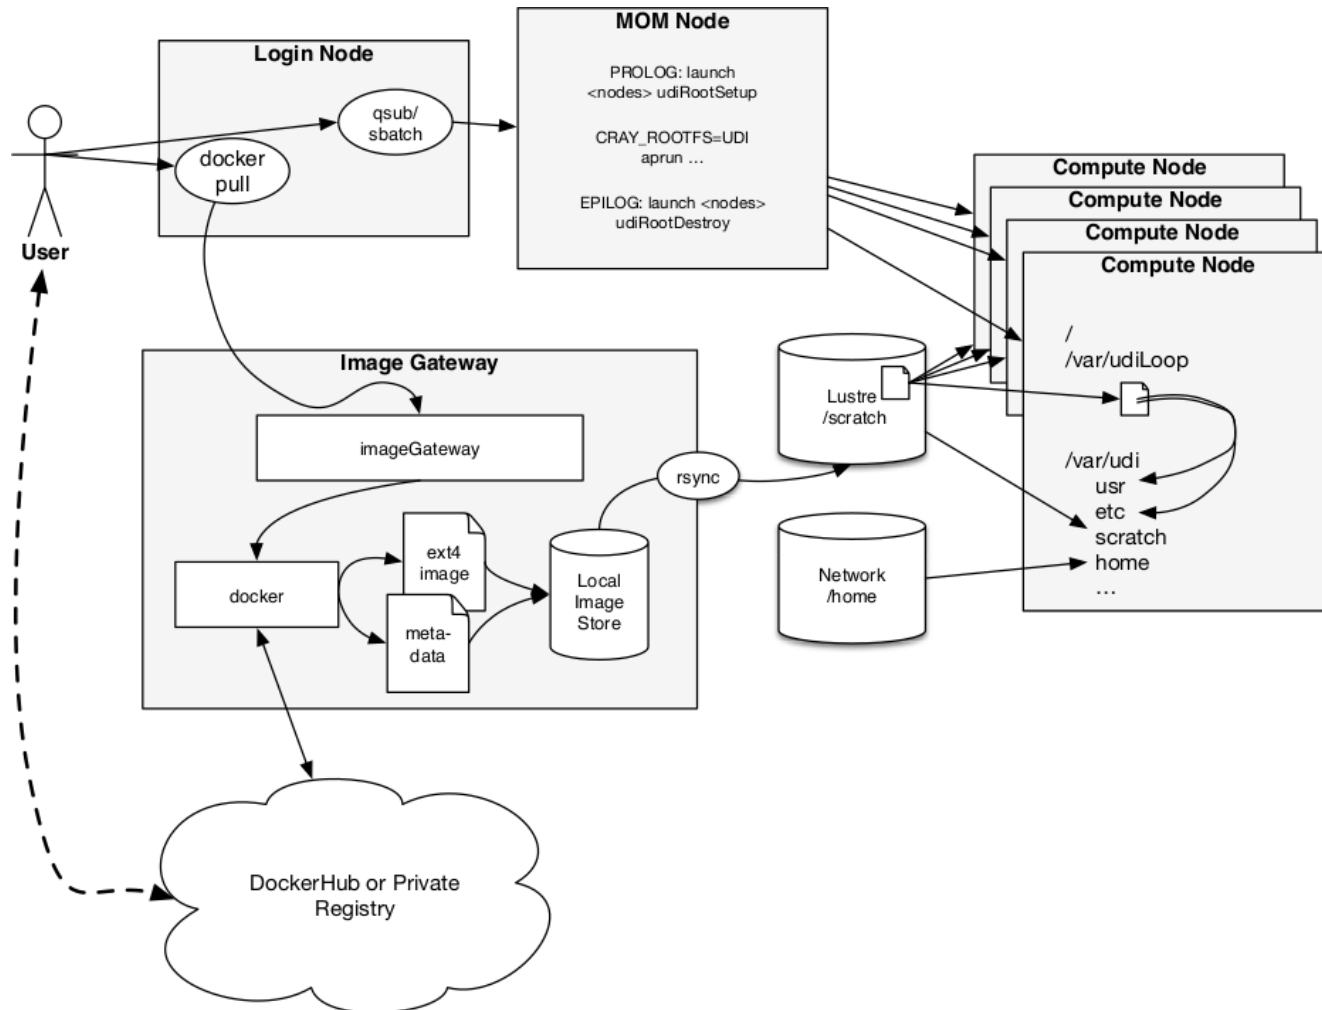 MOM Node
Login Node
PROLOG: launch
<nodes> udiRootSetup
qsub/
sbatch
CRAY_ROOTFS=UDI
aprun ...
docker
pull
EPILOG: launch <nodes>
udiRootDestroy
User
Compute Node
Compute Node
Compute Node
Compute Node
/
/var/udiLoop
Image Gateway
imageGateway
Lustre
/scratch
rsync
/var/udi
usr
etc
scratch
home
...
ext4
image
docker
meta-
data
Local
Image
Store
Network
/home
DockerHub or Private
Registry